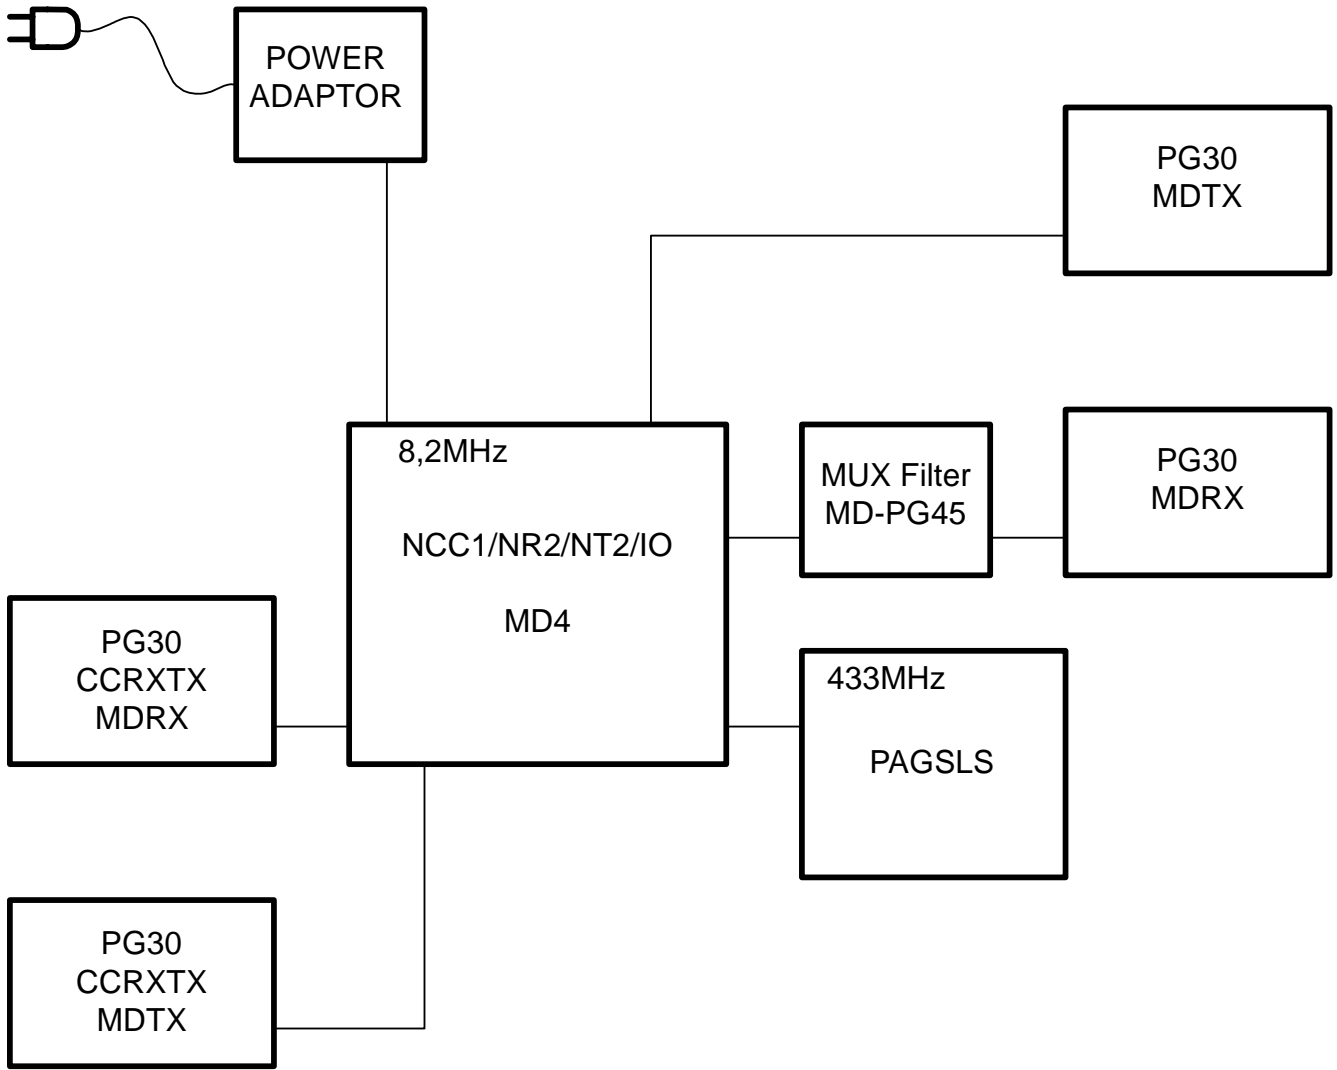 POWER
ADAPTOR
PG30
MDTX
8,2MHz
NCC1/NR2/NT2/IO
MD4
MUX Filter
MD-PG45
PG30
MDRX
PG30
CCRXTX
MDRX
433MHz
PAGSLS
PG30
CCRXTX
MDTX